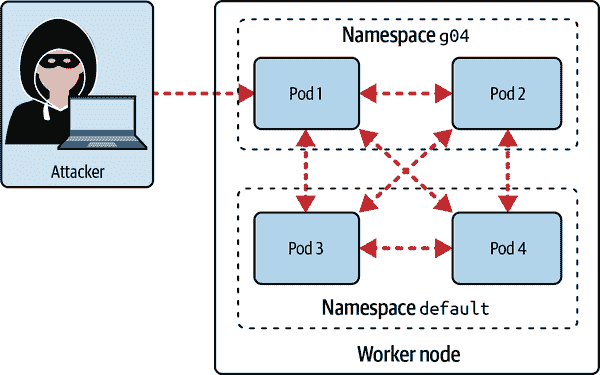 Attacker
Namespace g04
Pod 1
Pod 2
Pod 3
Pod 4
Namespace default
Worker node